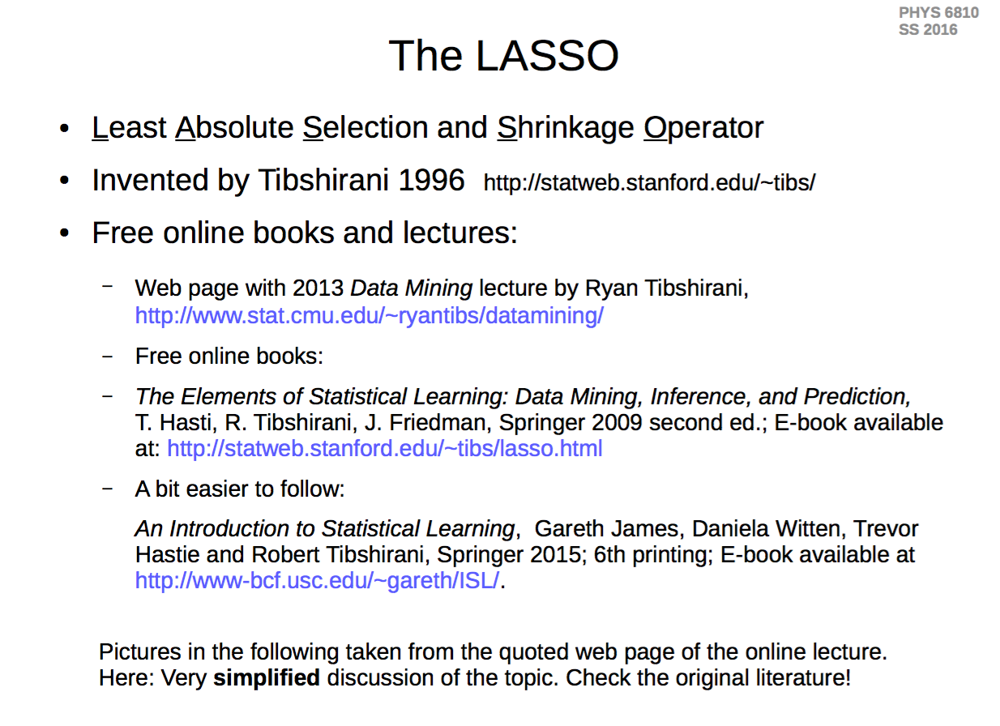 PHYS 6810
SS 2016
The LASSO
• Least Absolute Selection and Shrinkage Operator
• Invented by Tibshirani 1996 http://statweb.stanford.edu/~tibs/
• Free online books and lectures:
– Web page with 2013 Data Mining lecture by Ryan Tibshirani,
http://www.stat.cmu.edu/~ryantibs/datamining/
– Free online books:
– The Elements of Statistical Learning: Data Mining, Inference, and Prediction,
T. Hasti, R. Tibshirani, J. Friedman, Springer 2009 second ed.; E-book available
at: http://statweb.stanford.edu/~tibs/lasso.html
– A bit easier to follow:
An Introduction to Statistical Learning, Gareth James, Daniela Witten, Trevor
Hastie and Robert Tibshirani, Springer 2015; 6th printing; E-book available at
http://www-bcf.usc.edu/~gareth/ISL/.
Pictures in the following taken from the quoted web page of the online lecture.
Here: Very simplified discussion of the topic. Check the original literature!